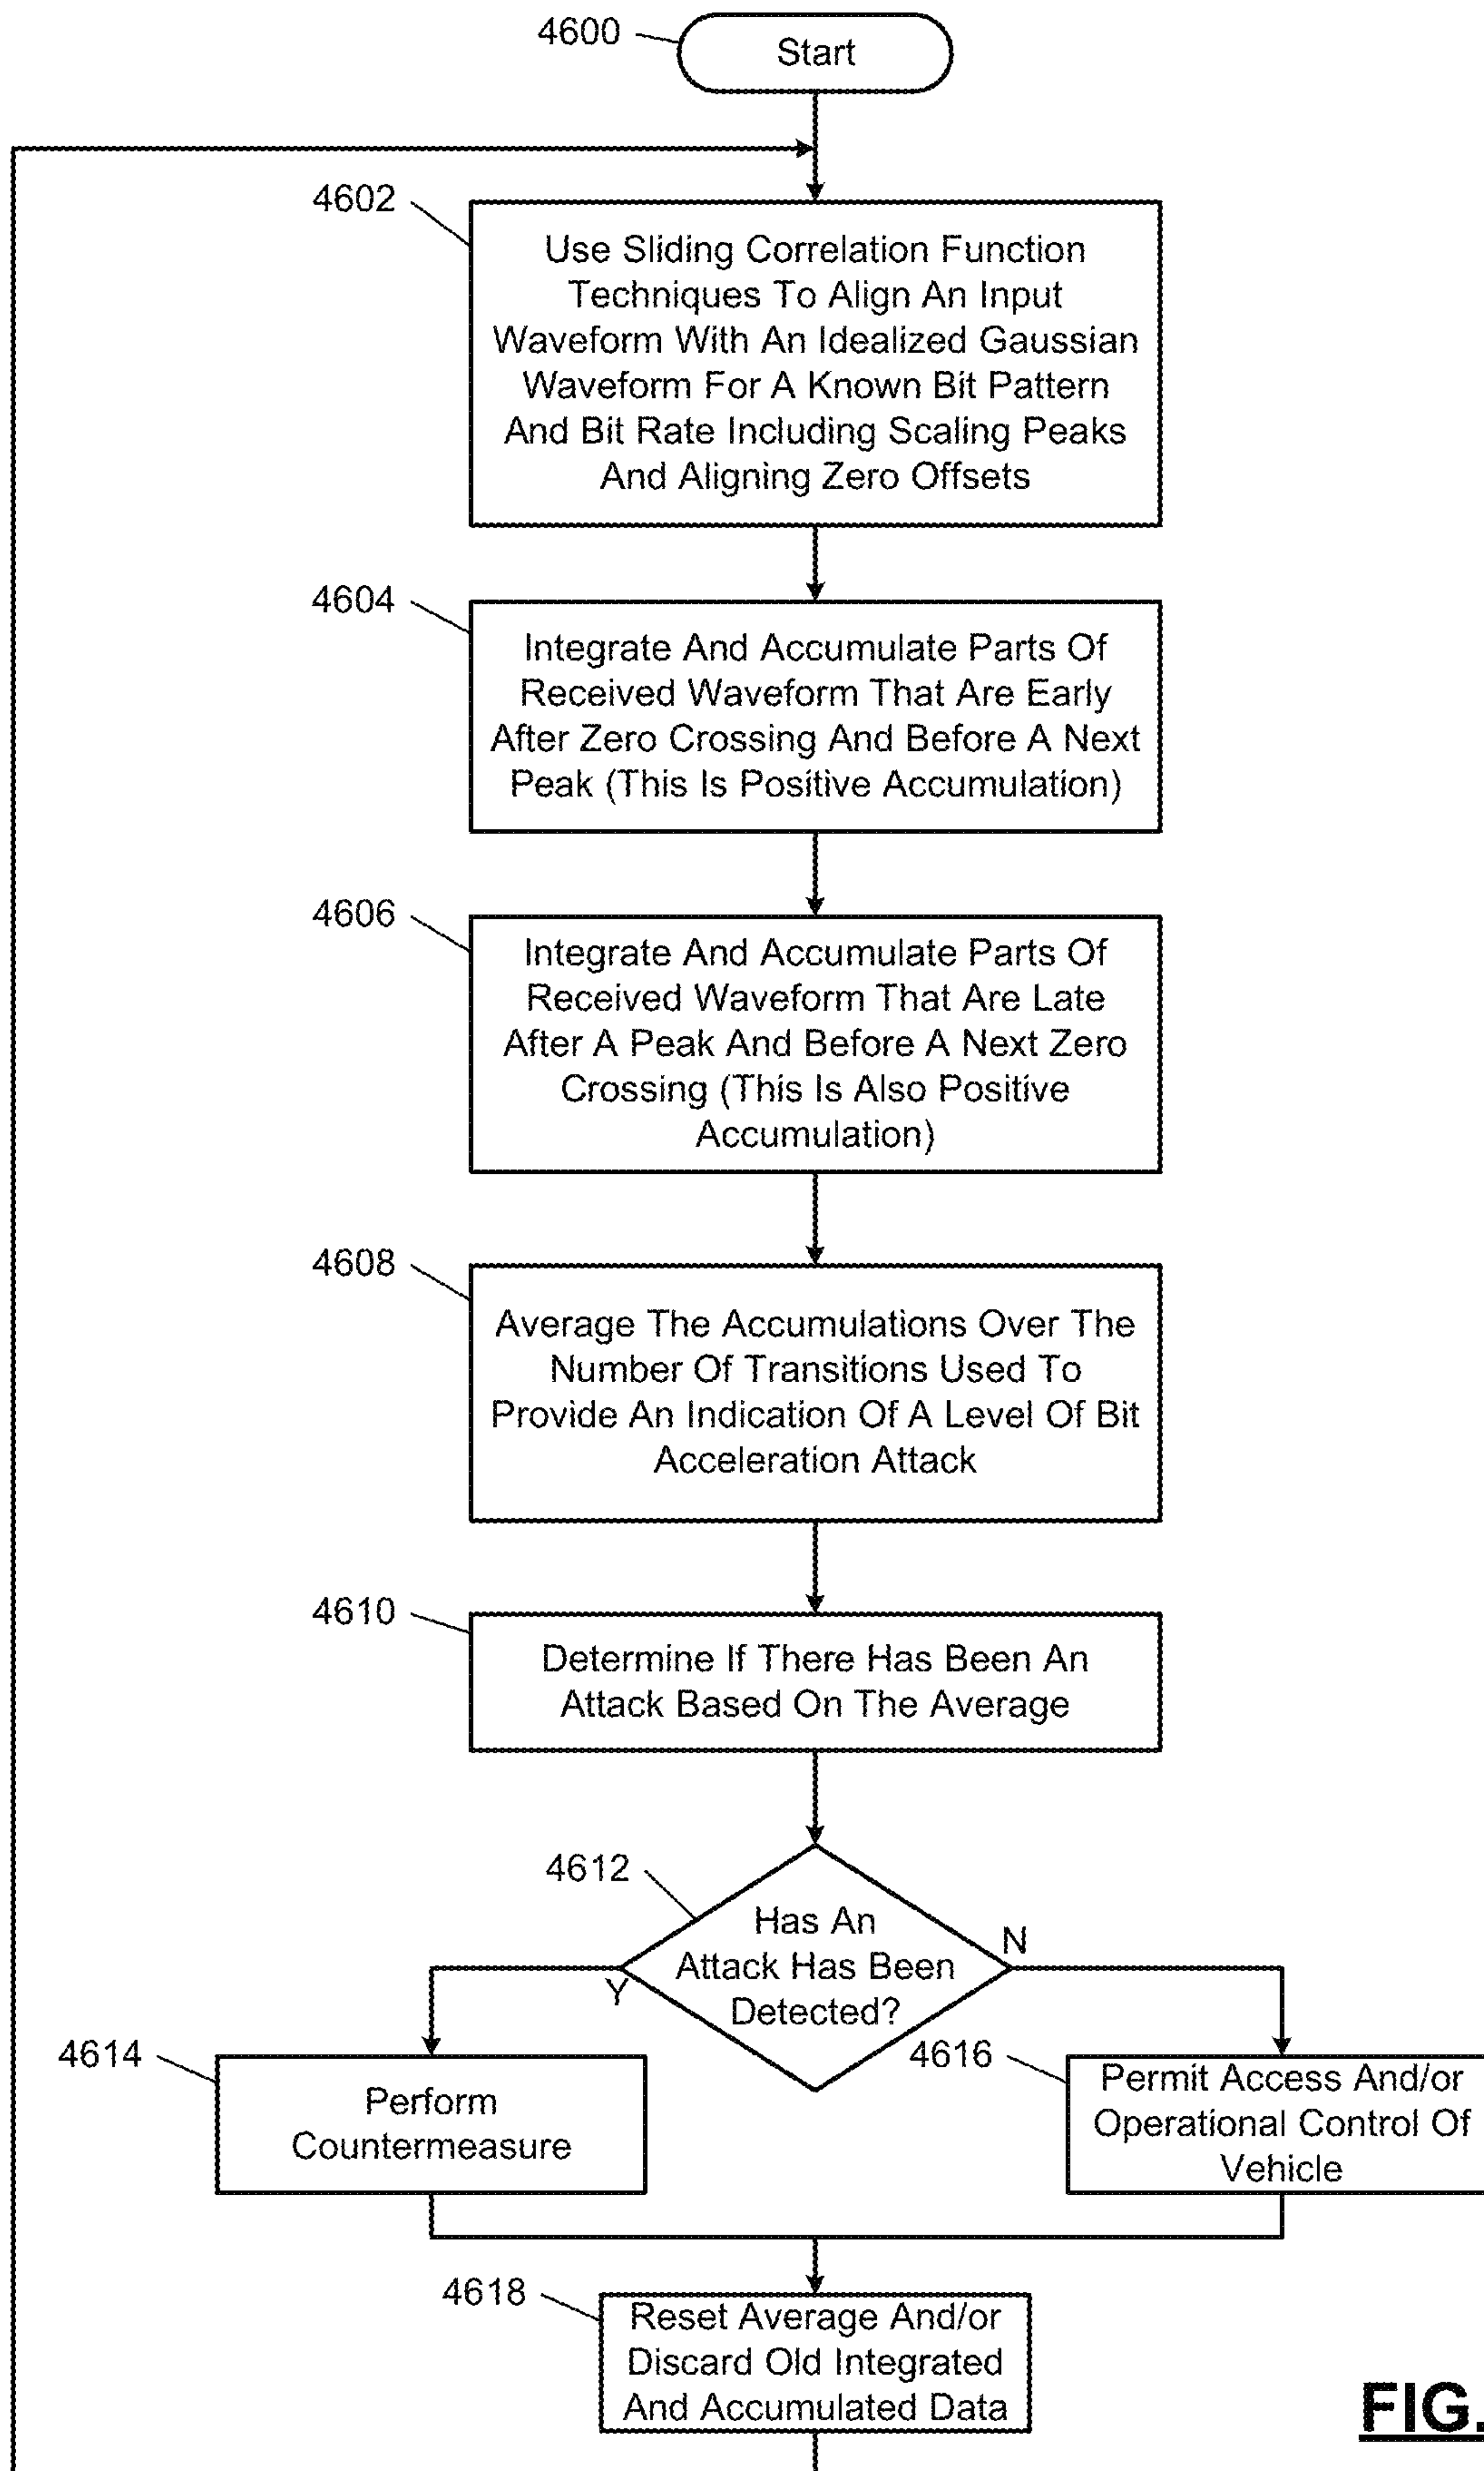 4600
Start
4602
Use Sliding Correlation Function
Techniques To Align An Input
Waveform With An Idealized Gaussian
Waveform For A Known Bit Pattern
And Bit Rate Including Scaling Peaks
And Aligning Zero Offsets
4604
Integrate And Accumulate Parts Of
Received Waveform That Are Early
After Zero Crossing And Before A Next
Peak (This Is Positive Accumulation)
4606
Integrate And Accumulate Parts Of
Received Waveform That Are Late
After A Peak And Before A Next Zero
Crossing (This Is Also Positive
Accumulation)
4608
Average The Accumulations Over The
Number Of Transitions Used To
Provide An Indication Of A Level Of Bit
Acceleration Attack
4610
Determine If There Has Been An
Attack Based On The Average
4612
Has An
Attack Has Been
Detected?
Y
N
4614
Perform
Countermeasure
4616
Permit Access And/or
Operational Control Of
Vehicle
4618
Reset Average And/or
Discard Old Integrated
And Accumulated Data
FIG.